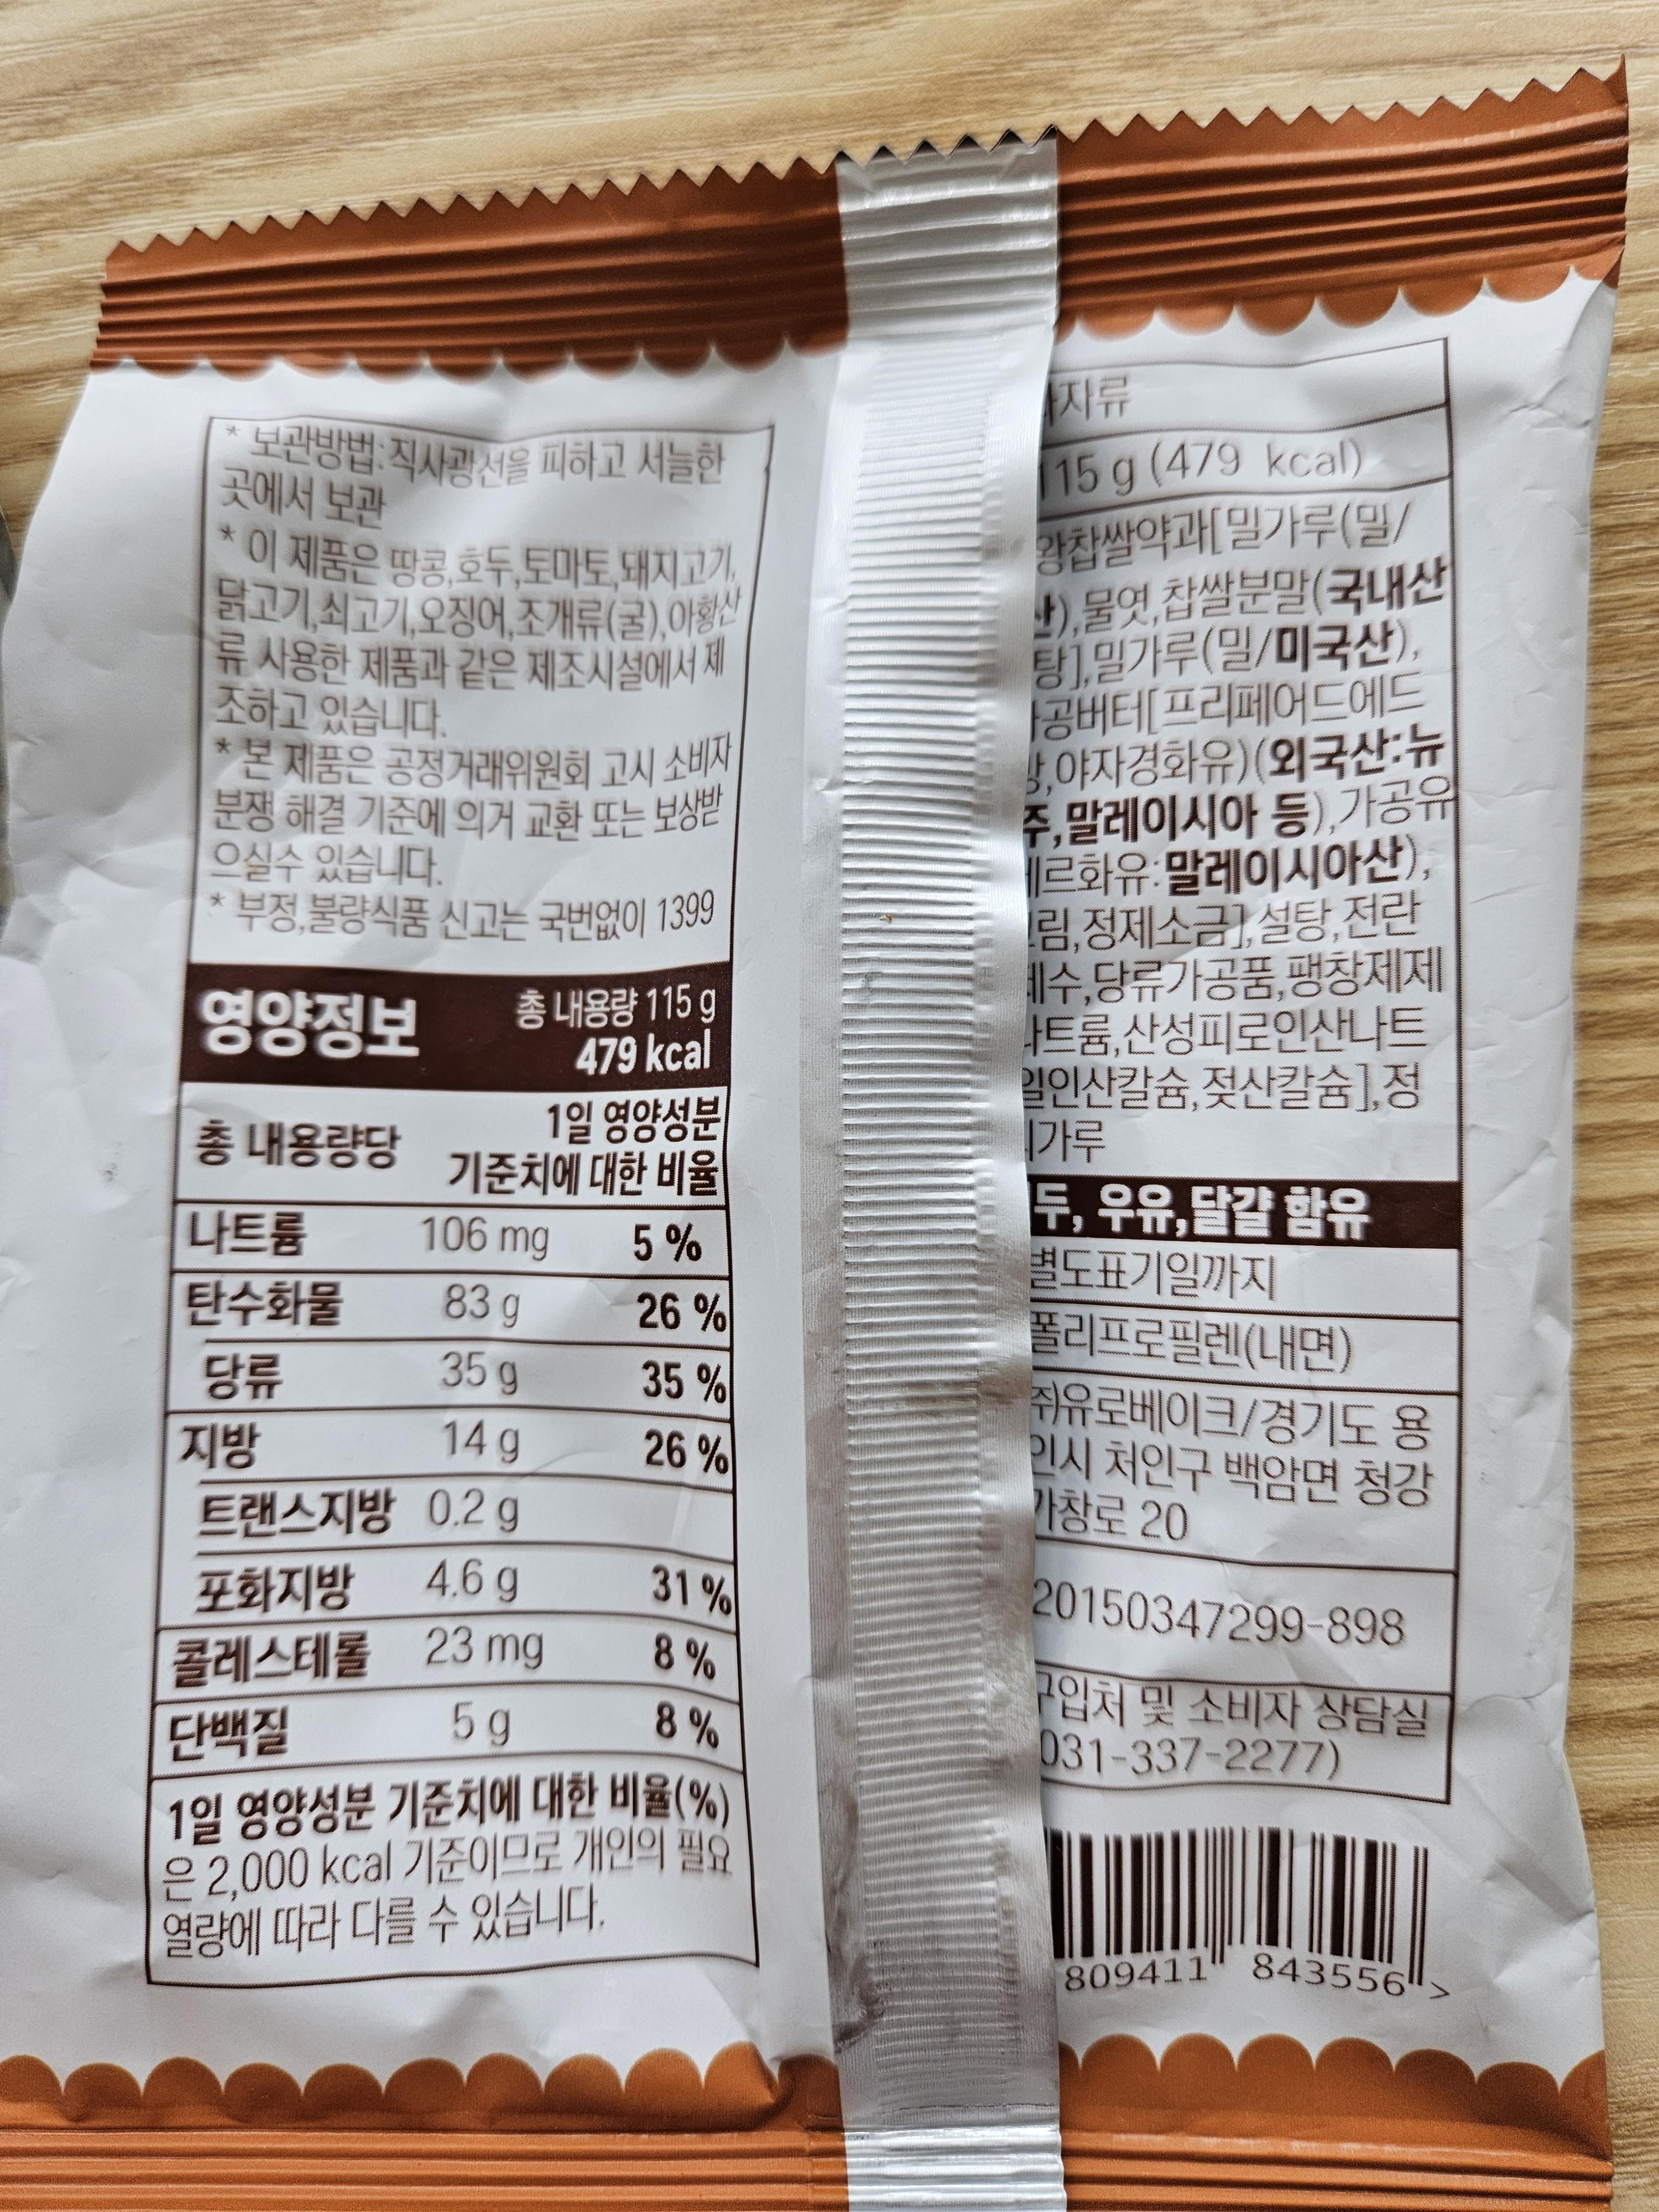 * 보관방법: 직사광선을 피하고 서늘한
곳에서 보관
* 이 제품은 땅콩,호두,토마토,돼지고기,
닭고기,쇠고기,오징어,조개류(굴),아황산
류 사용한 제품과 같은 제조시설에서 제
조하고 있습니다.
* 본 제품은 공정거래위원회 고시 소비자
분쟁 해결 기준에 의거 교환 또는 보상받
으실수 있습니다.
* 부정,불량식품 신고는 국번없이 1399
영양정보 총 내용량 115 g
479 kcal
총 내용량당 1일 영양성분
기준치에 대한 비율
나트륨 106 mg 5 %
탄수화물 83 g 26 %
당류 35 g 35 %
지방 14 g 26 %
트랜스지방 0.2 g
포화지방 4.6 g 31 %
콜레스테롤 23 mg 8 %
단백질 5 g 8 %
1일 영양성분 기준치에 대한 비율(%)
은 2,000 kcal 기준이므로 개인의 필요
열량에 따라 다를 수 있습니다.
자류
115 g (479 kcal)
왕찹쌀약과[밀가루(밀/
산),물엿,찹쌀분말(국내산
탕],밀가루(밀/미국산),
공버터[프리페어드에드
,야자경화유)(외국산:뉴
주,말레이시아 등),가공유
르화유:말레이시아산),
림,정제소금],설탕,전란
수,당류가공품,팽창제제
트륨,산성피로인산나트
일인산칼슘,젖산칼슘],정
가루
두, 우유,달걀 함유
별도표기일까지
폴리프로필렌(내면)
주)유로베이크/경기도 용
인시 처인구 백암면 청강
가창로 20
20150347299-898
구입처 및 소비자 상담실
031-337-2277)
809411 843556 >